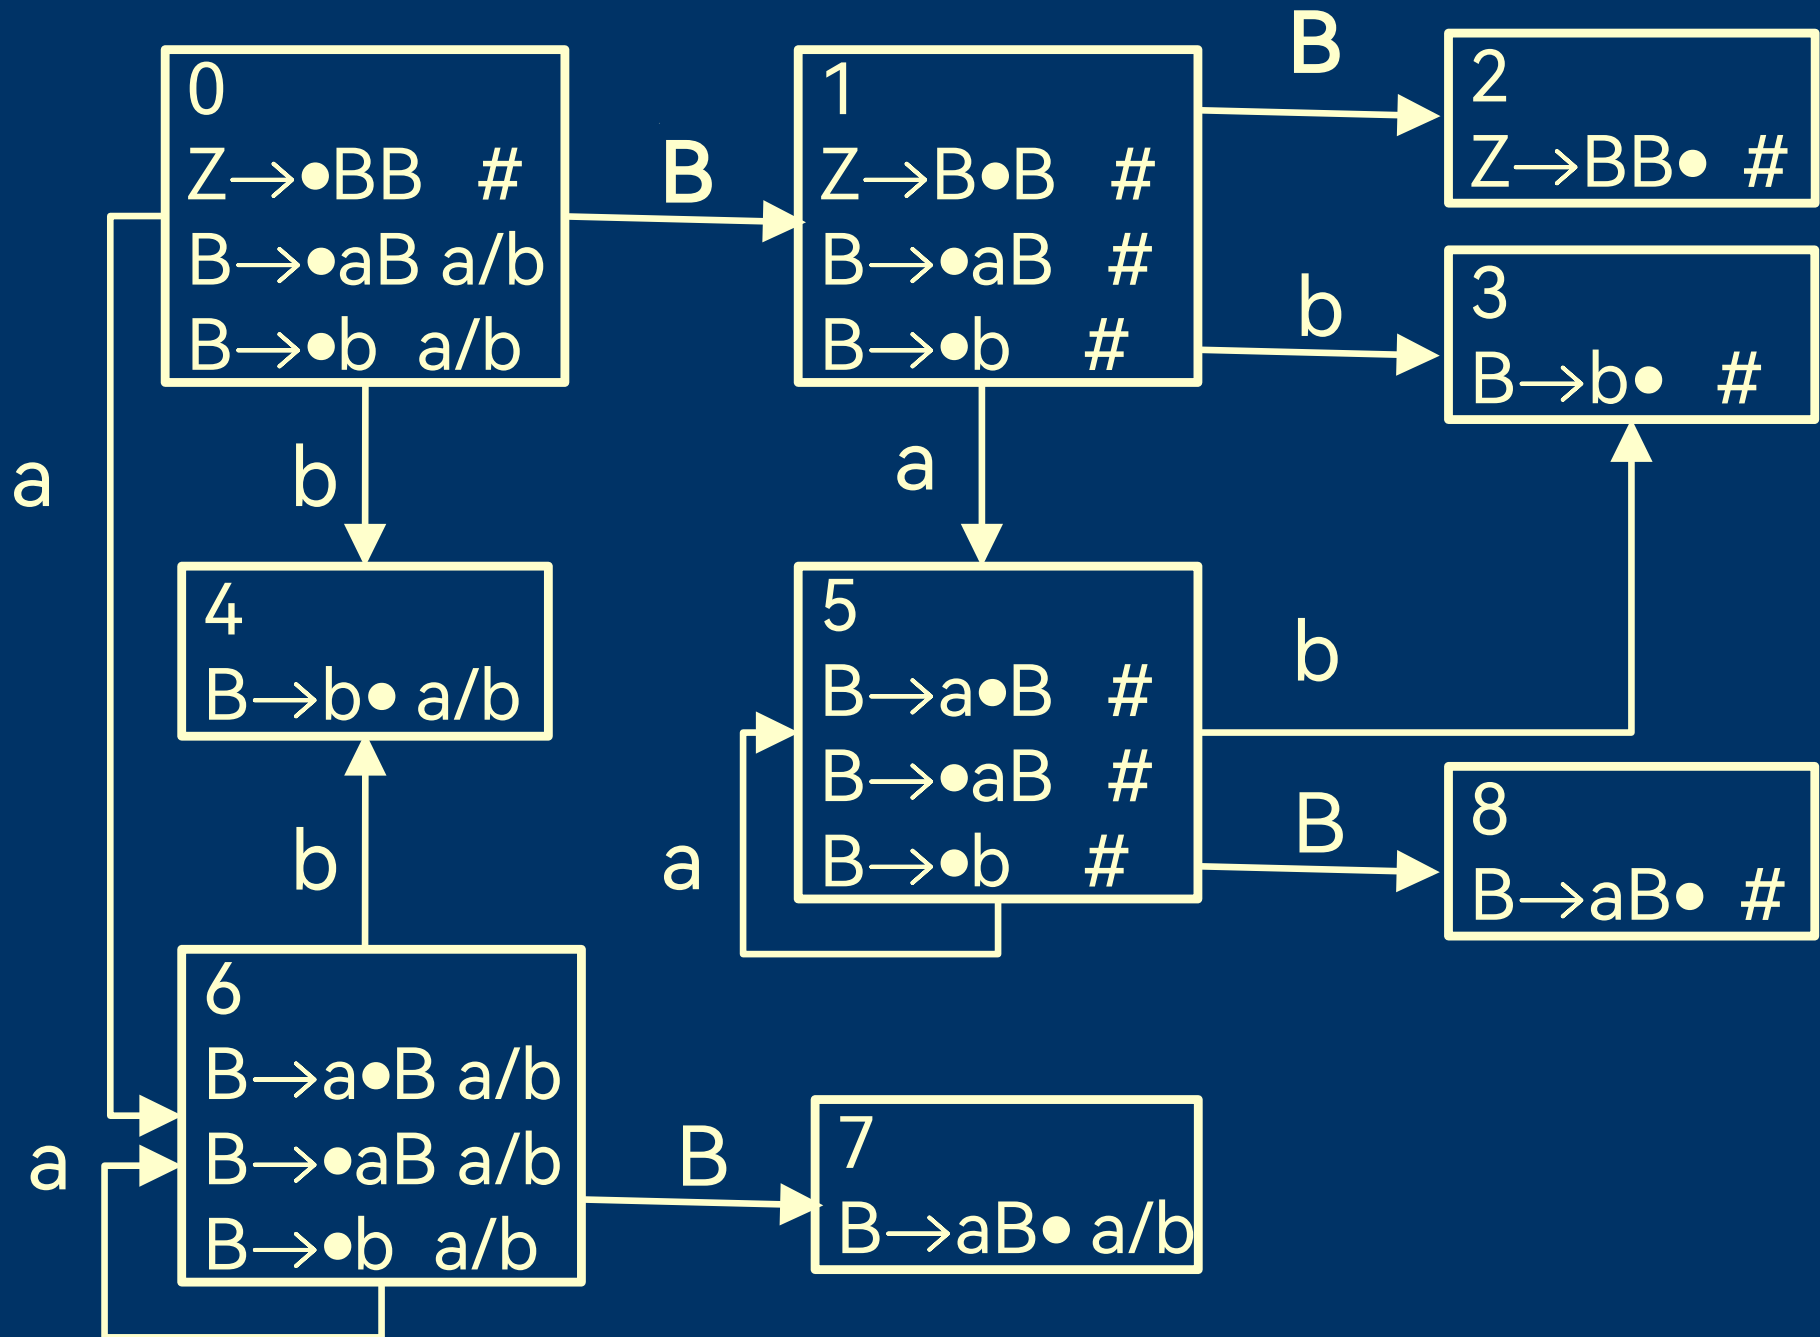 0
Z→•BB #
B→•aB a/b
B→•b a/b
B
1
Z→B•B #
B→•aB #
B→•b #
B
2
Z→BB• #
b
3
B→b• #
a
b
a
4
B→b• a/b
5
B→a•B #
B→•aB #
B→•b #
b
a
B
8
B→aB• #
b
6
B→a•B a/b
B→•aB a/b
B→•b a/b
a
B
7
B→aB• a/b